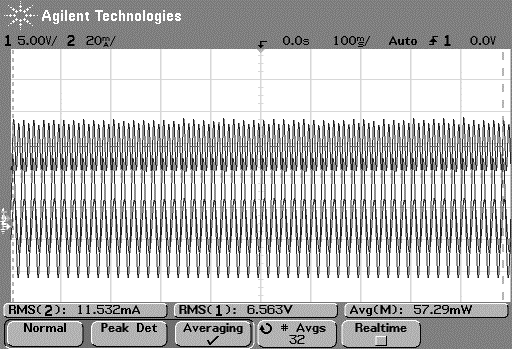 Agilent Technologies
1 5.00V/ 2 20mA/ 0.0s 100ms/ Auto 1 0.0V
RMS(2): 11.532mA RMS(1): 6.563V Avg(M): 57.29mW
Normal Peak Det Averaging # Avgs Realtime
32